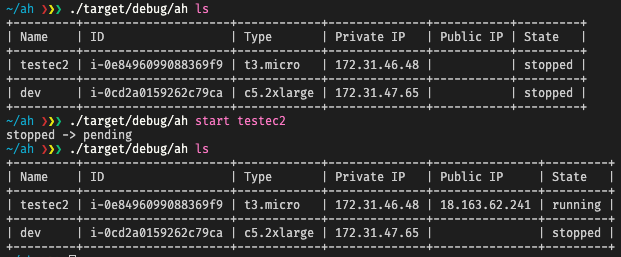 ~/ah ❯❯❯ ./target/debug/ah ls
+---------+---------------------+------------+--------------+-----------+---------+
| Name    | ID                  | Type       | Private IP   | Public IP | State   |
+---------+---------------------+------------+--------------+-----------+---------+
| testec2 | i-0e8496099088369f9 | t3.micro   | 172.31.46.48 |           | stopped |
+---------+---------------------+------------+--------------+-----------+---------+
| dev     | i-0cd2a0159262c79ca | c5.2xlarge | 172.31.47.65 |           | stopped |
+---------+---------------------+------------+--------------+-----------+---------+
~/ah ❯❯❯ ./target/debug/ah start testec2
stopped -> pending
~/ah ❯❯❯ ./target/debug/ah ls
+---------+---------------------+------------+--------------+---------------+---------+
| Name    | ID                  | Type       | Private IP   | Public IP     | State   |
+---------+---------------------+------------+--------------+---------------+---------+
| testec2 | i-0e8496099088369f9 | t3.micro   | 172.31.46.48 | 18.163.62.241 | running |
+---------+---------------------+------------+--------------+---------------+---------+
| dev     | i-0cd2a0159262c79ca | c5.2xlarge | 172.31.47.65 |               | stopped |
+---------+---------------------+------------+--------------+---------------+---------+